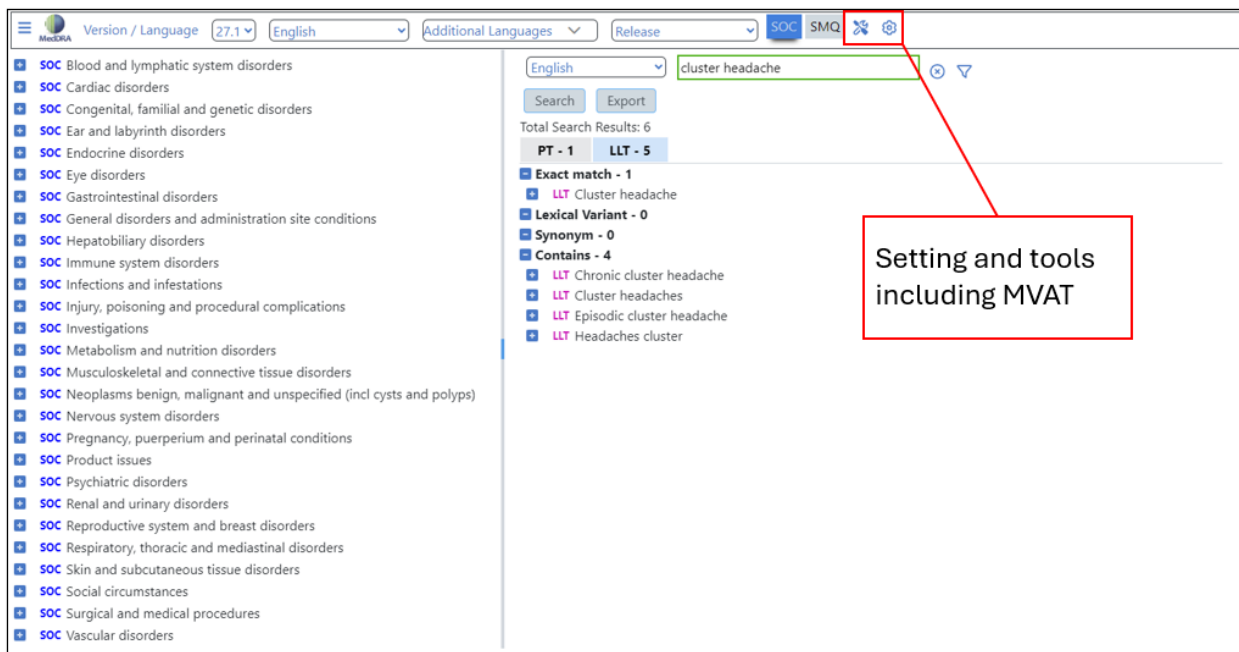 MedDRA Version / Language 27.1 English Additional Languages Release SOC SMQ
SOC Blood and lymphatic system disorders
SOC Cardiac disorders
SOC Congenital, familial and genetic disorders
SOC Ear and labyrinth disorders
SOC Endocrine disorders
SOC Eye disorders
SOC Gastrointestinal disorders
SOC General disorders and administration site conditions
SOC Hepatobiliary disorders
SOC Immune system disorders
SOC Infections and infestations
SOC Injury, poisoning and procedural complications
SOC Investigations
SOC Metabolism and nutrition disorders
SOC Musculoskeletal and connective tissue disorders
SOC Neoplasms benign, malignant and unspecified (incl cysts and polyps)
SOC Nervous system disorders
SOC Pregnancy, puerperium and perinatal conditions
SOC Product issues
SOC Psychiatric disorders
SOC Renal and urinary disorders
SOC Reproductive system and breast disorders
SOC Respiratory, thoracic and mediastinal disorders
SOC Skin and subcutaneous tissue disorders
SOC Social circumstances
SOC Surgical and medical procedures
SOC Vascular disorders
English cluster headache
Search Export
Total Search Results: 6
PT - 1 LLT - 5
Exact match - 1
LLT Cluster headache
Lexical Variant - 0
Synonym - 0
Contains - 4
LLT Chronic cluster headache
LLT Cluster headaches
LLT Episodic cluster headache
LLT Headaches cluster
Setting and tools
including MVAT